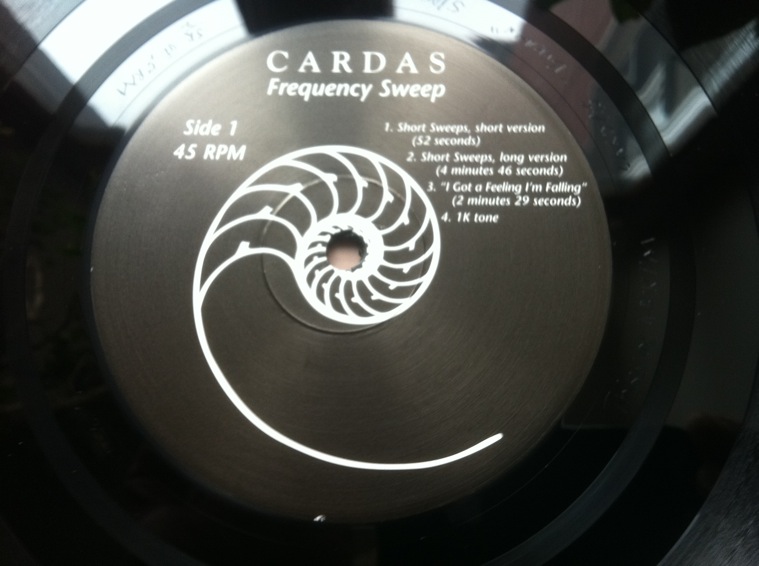 CARDAS
Frequency Sweep
Side 1
45 RPM
1. Short Sweeps, short version
(52 seconds)
2. Short Sweeps, long version
(4 minutes 46 seconds)
3. "I Got a Feeling I'm Falling"
(2 minutes 29 seconds)
4. 1K tone